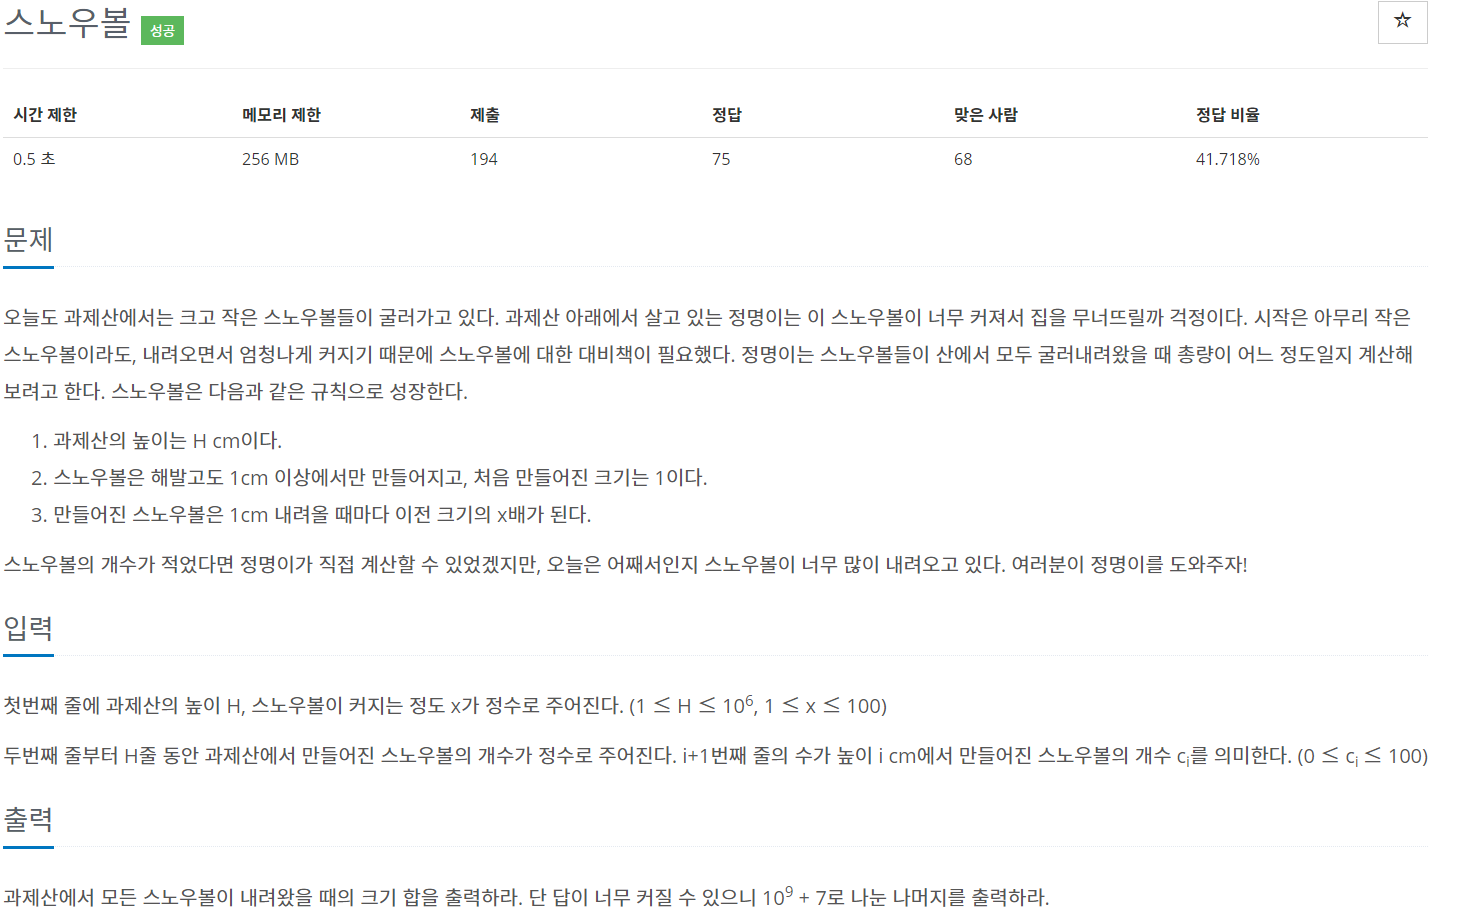 스노우볼 성공 ☆
시간 제한 메모리 제한 제출 정답 맞은 사람 정답 비율
0.5 초 256 MB 194 75 68 41.718%
문제
오늘도 과제산에서는 크고 작은 스노우볼들이 굴러가고 있다. 과제산 아래에서 살고 있는 정명이는 이 스노우볼이 너무 커져서 집을 무너뜨릴까 걱정이다. 시작은 아무리 작은
스노우볼이라도, 내려오면서 엄청나게 커지기 때문에 스노우볼에 대한 대비책이 필요했다. 정명이는 스노우볼들이 산에서 모두 굴러내려왔을 때 총량이 어느 정도일지 계산해
보려고 한다. 스노우볼은 다음과 같은 규칙으로 성장한다.
1. 과제산의 높이는 H cm이다.
2. 스노우볼은 해발고도 1cm 이상에서만 만들어지고, 처음 만들어진 크기는 1이다.
3. 만들어진 스노우볼은 1cm 내려올 때마다 이전 크기의 x배가 된다.
스노우볼의 개수가 적었다면 정명이가 직접 계산할 수 있었겠지만, 오늘은 어째서인지 스노우볼이 너무 많이 내려오고 있다. 여러분이 정명이를 도와주자!
입력
첫번째 줄에 과제산의 높이 H, 스노우볼이 커지는 정도 x가 정수로 주어진다. (1 ≤ H ≤ 10⁶, 1 ≤ x ≤ 100)
두번째 줄부터 H줄 동안 과제산에서 만들어진 스노우볼의 개수가 정수로 주어진다. i+1번째 줄의 수가 높이 i cm에서 만들어진 스노우볼의 개수 cᵢ를 의미한다. (0 ≤ cᵢ ≤ 100)
출력
과제산에서 모든 스노우볼이 내려왔을 때의 크기 합을 출력하라. 단 답이 너무 커질 수 있으니 10⁹ + 7로 나눈 나머지를 출력하라.